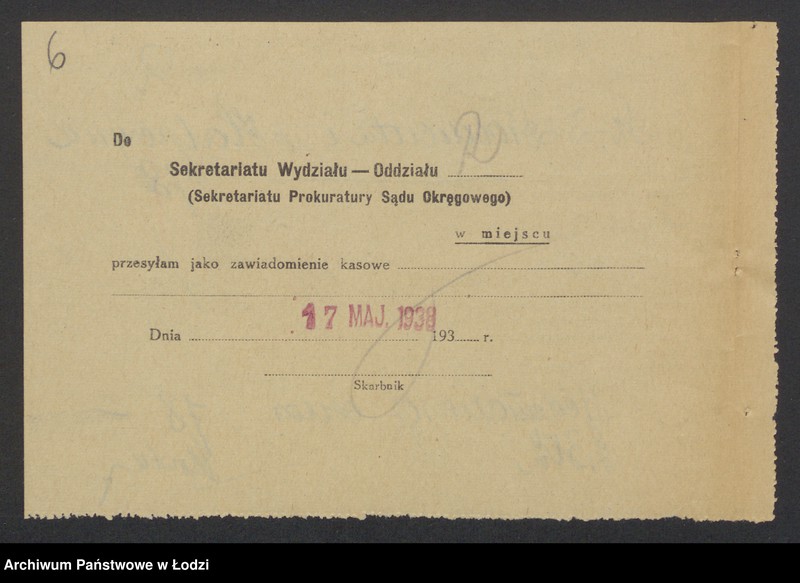 6
Do
Sekretariatu Wydziału — Oddziału
(Sekretariatu Prokuratury Sądu Okręgowego)
w miejscu
przesyłam jako zawiadomienie kasowe
17 MAJ. 1938
Dnia 193 r.
Skarbnik
Archiwum Państwowe w Łodzi